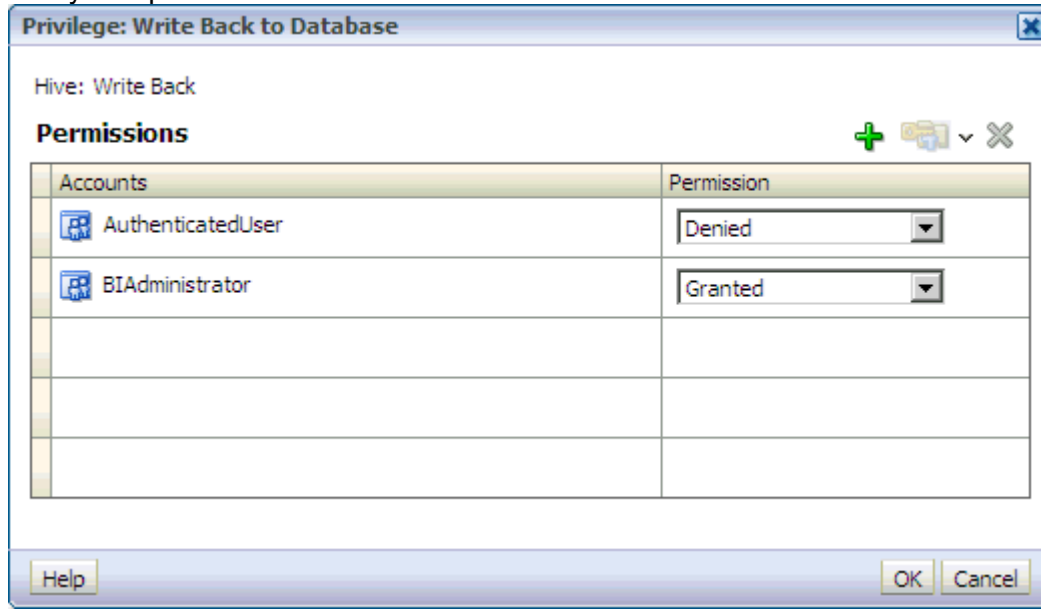 Privilege: Write Back to Database
Hive: Write Back
Permissions
Accounts Permission
AuthenticatedUser Denied
BIAdministrator Granted
Help OK Cancel